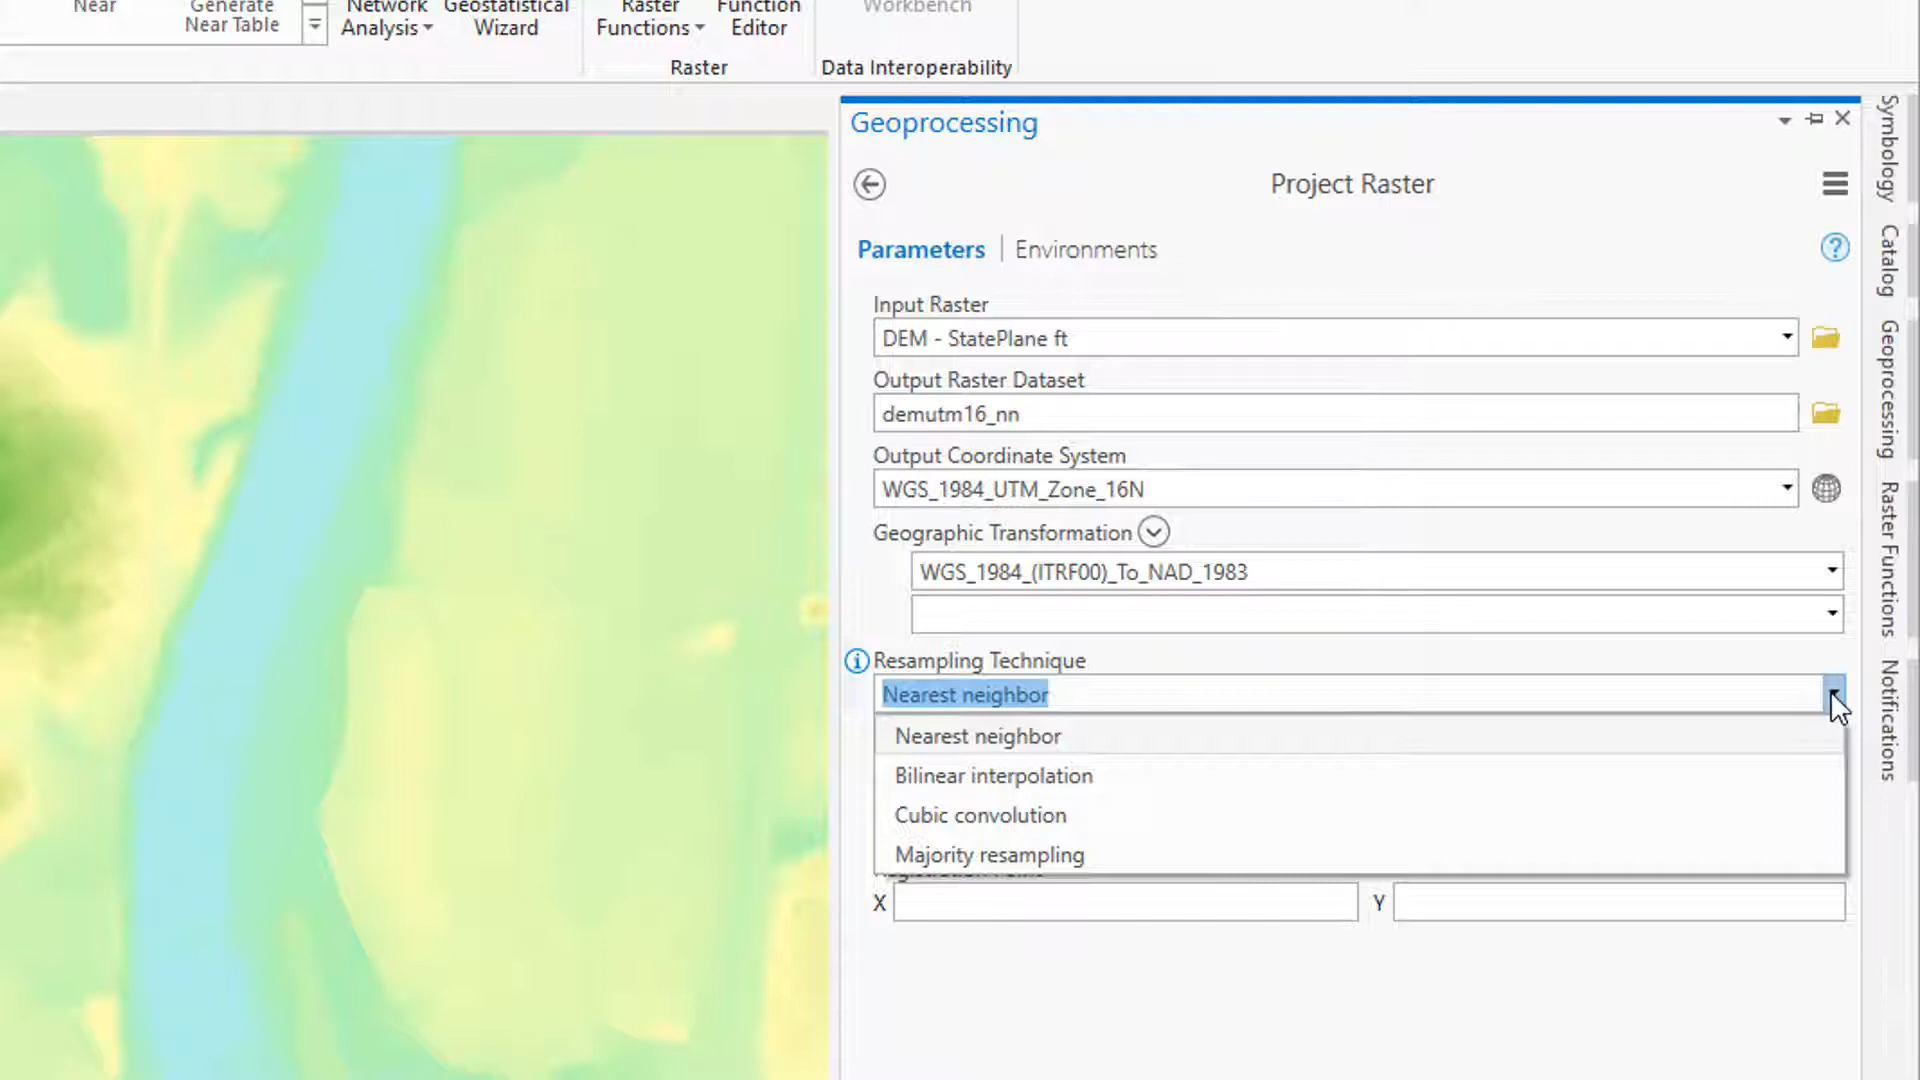 Near
Generate
Near Table
Network
Analysis
Geostatistical
Wizard
Raster
Functions
Function
Editor
Workbench
Raster
Data Interoperability
Geoprocessing
Project Raster
Parameters
Environments
Input Raster
DEM - StatePlane ft
Output Raster Dataset
demutm16_nn
Output Coordinate System
WGS_1984_UTM_Zone_16N
Geographic Transformation
WGS_1984_(ITRF00)_To_NAD_1983
Resampling Technique
Nearest neighbor
Nearest neighbor
Bilinear interpolation
Cubic convolution
Majority resampling
X
Y
Symbology
Catalog
Geoprocessing
Raster Functions
Notifications